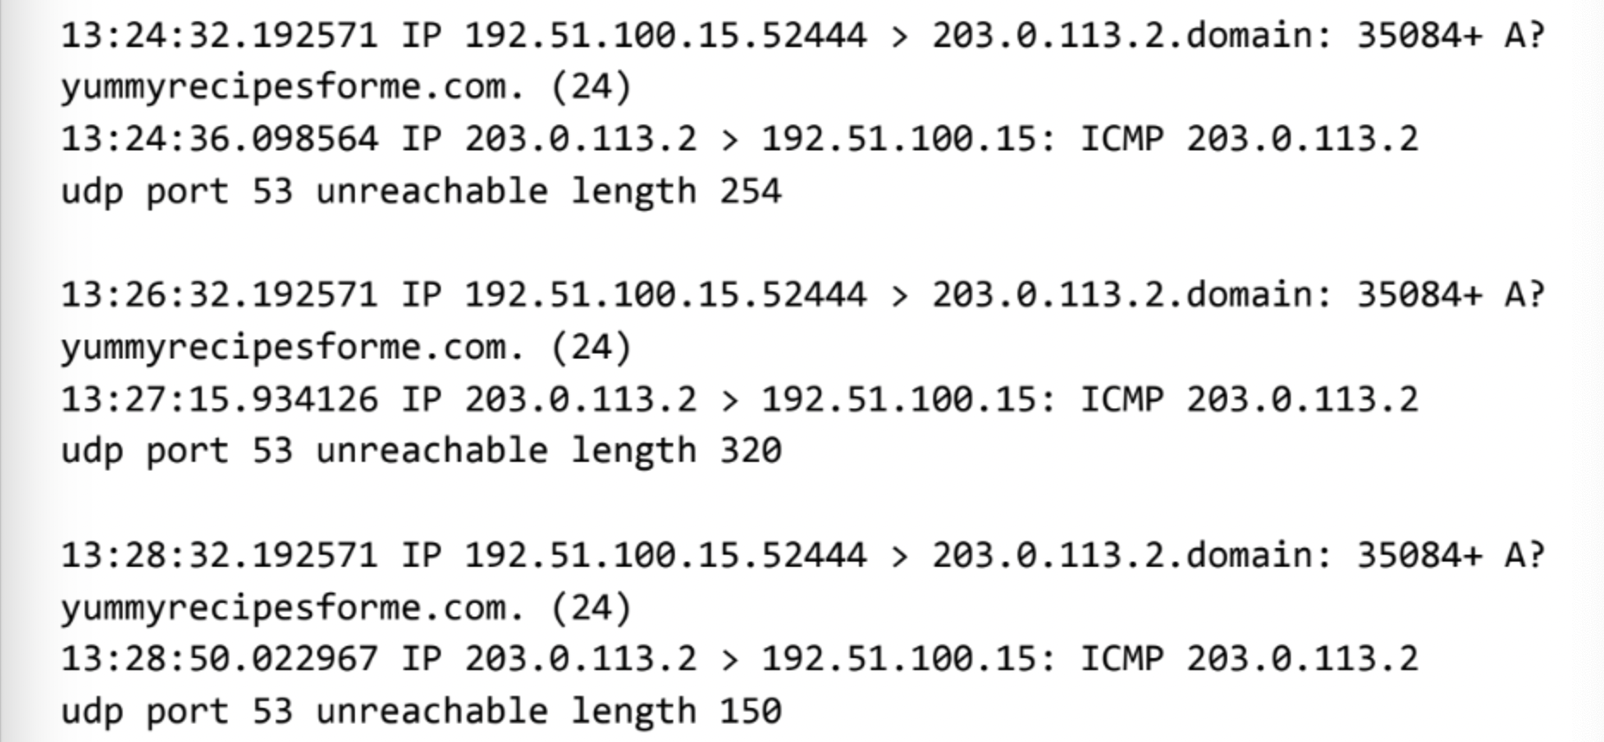 13:24:32.192571 IP 192.51.100.15.52444 > 203.0.113.2.domain: 35084+ A?
yummyrecipesforme.com. (24)
13:24:36.098564 IP 203.0.113.2 > 192.51.100.15: ICMP 203.0.113.2
udp port 53 unreachable length 254
13:26:32.192571 IP 192.51.100.15.52444 > 203.0.113.2.domain: 35084+ A?
yummyrecipesforme.com. (24)
13:27:15.934126 IP 203.0.113.2 > 192.51.100.15: ICMP 203.0.113.2
udp port 53 unreachable length 320
13:28:32.192571 IP 192.51.100.15.52444 > 203.0.113.2.domain: 35084+ A?
yummyrecipesforme.com. (24)
13:28:50.022967 IP 203.0.113.2 > 192.51.100.15: ICMP 203.0.113.2
udp port 53 unreachable length 150